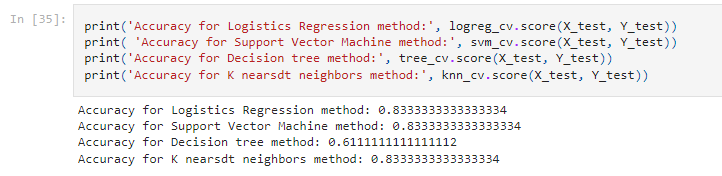 In [35]:
print('Accuracy for Logistics Regression method:', logreg_cv.score(X_test, Y_test))
print( 'Accuracy for Support Vector Machine method:', svm_cv.score(X_test, Y_test))
print('Accuracy for Decision tree method:', tree_cv.score(X_test, Y_test))
print('Accuracy for K nearsdt neighbors method:', knn_cv.score(X_test, Y_test))
Accuracy for Logistics Regression method: 0.8333333333333334
Accuracy for Support Vector Machine method: 0.8333333333333334
Accuracy for Decision tree method: 0.6111111111111112
Accuracy for K nearsdt neighbors method: 0.8333333333333334